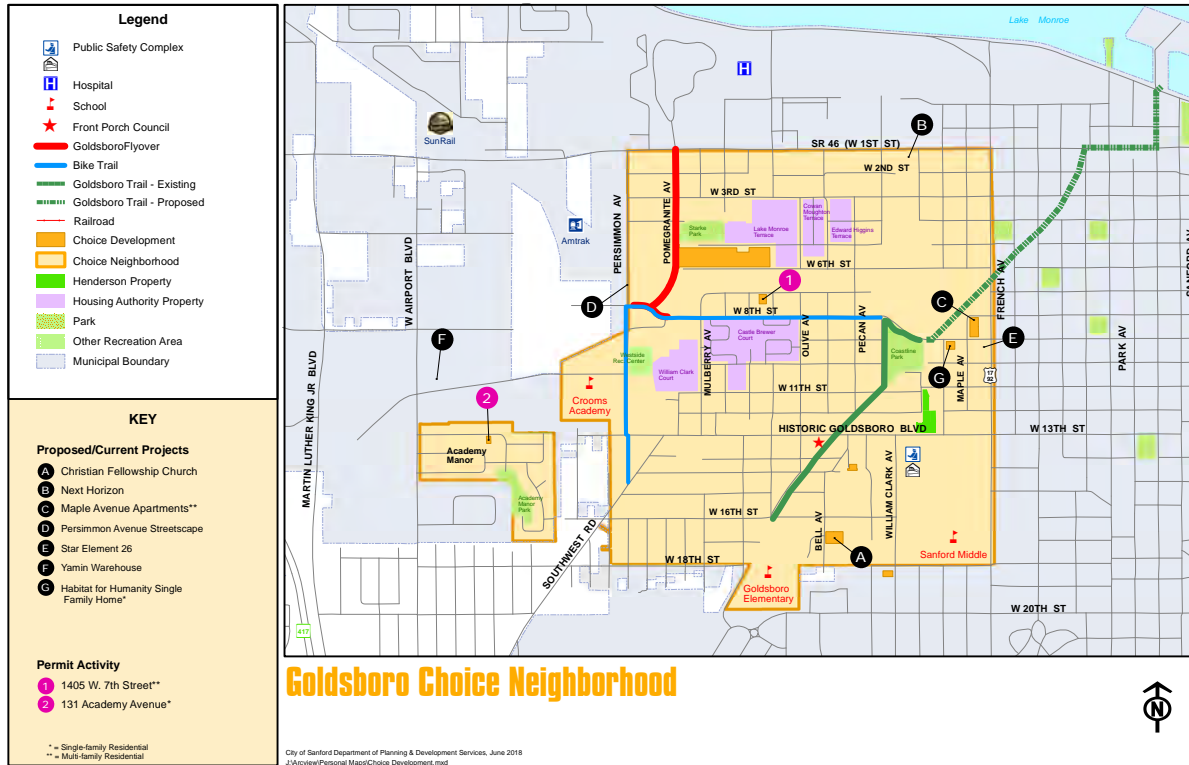 Legend
Public Safety Complex
H
Hospital
School
Front Porch Council
GoldsboroFlyover
Bike Trail
Goldsboro Trail - Existing
Goldsboro Trail - Proposed
Railroad
Choice Development
Choice Neighborhood
Henderson Property
Housing Authority Property
Park
Other Recreation Area
Municipal Boundary
KEY
Proposed/Current Projects
A Christian Fellowship Church
B Next Horizon
C Maple Avenue Apartments**
D Persimmon Avenue Streetscape
E Star Element 26
F Yamin Warehouse
G Habitat for Humanity Single
Family Home*
Permit Activity
1 1405 W. 7th Street**
2 131 Academy Avenue*
* = Single-family Residential
** = Multi-family Residential
Lake Monroe
H
SunRail
B
SR 46 (W 1ST ST)
W 2ND ST
W 3RD ST
PERSIMMON AV
POMEGRANITE AV
Starke
Park
Lake Monroe
Terrace
Cowan
Moughton
Terrace
Edward Higgins
Terrace
Amtrak
W 6TH ST
W AIRPORT BLVD
1
D
W 8TH ST
FRENCH AV
SANFORD AV
C
E
F
G
Castle Brewer
Court
OLIVE AV
PECAN AV
Coastline
Park
MULBERRY AV
Westside
Rec Center
William Clark
Court
MAPLE AV
17
92
PARK AV
MARTIN LUTHER KING JR BLVD
2
Crooms
Academy
W 11TH ST
HISTORIC GOLDSBORO BLVD
W 13TH ST
Academy
Manor
Academy
Manor
Park
WILLIAM CLARK AV
W 16TH ST
BELL AV
A
Sanford Middle
SOUTHWEST RD
W 18TH ST
Goldsboro
Elementary
W 20TH ST
417
Goldsboro Choice Neighborhood
N
City of Sanford Department of Planning & Development Services, June 2018
J:\Arcview\Personal Maps\Choice Development.mxd